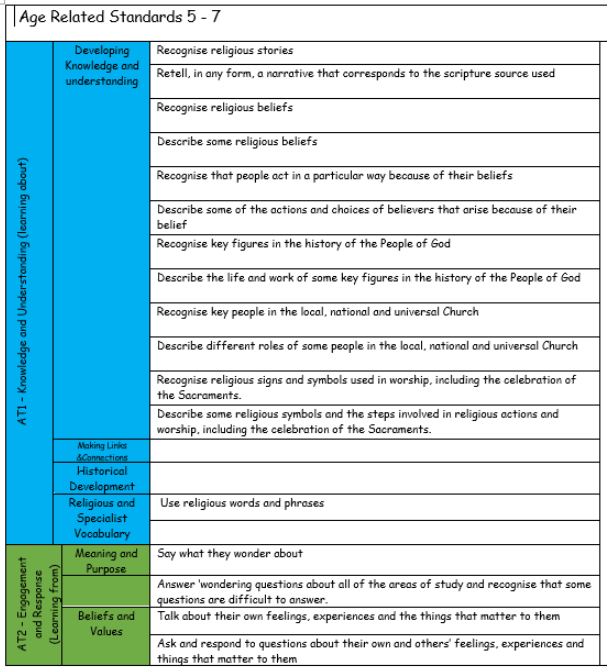 Age Related Standards 5 - 7
AT1 - Knowledge and Understanding (learning about)
Developing
Knowledge and
understanding
Recognise religious stories
Retell, in any form, a narrative that corresponds to the scripture source used
Recognise religious beliefs
Describe some religious beliefs
Recognise that people act in a particular way because of their beliefs
Describe some of the actions and choices of believers that arise because of their
belief
Recognise key figures in the history of the People of God
Describe the life and work of some key figures in the history of the People of God
Recognise key people in the local, national and universal Church
Describe different roles of some people in the local, national and universal Church
Recognise religious signs and symbols used in worship, including the celebration of
the Sacraments.
Describe some religious symbols and the steps involved in religious actions and
worship, including the celebration of the Sacraments.
Making Links
&Connections
Historical
Development
Religious and
Specialist
Vocabulary
Use religious words and phrases
AT2 - Engagement
and Response
(Learning from)
Meaning and
Purpose
Say what they wonder about
Answer 'wondering questions about all of the areas of study and recognise that some
questions are difficult to answer.
Beliefs and
Values
Talk about their own feelings, experiences and the things that matter to them
Ask and respond to questions about their own and others' feelings, experiences and
things that matter to them